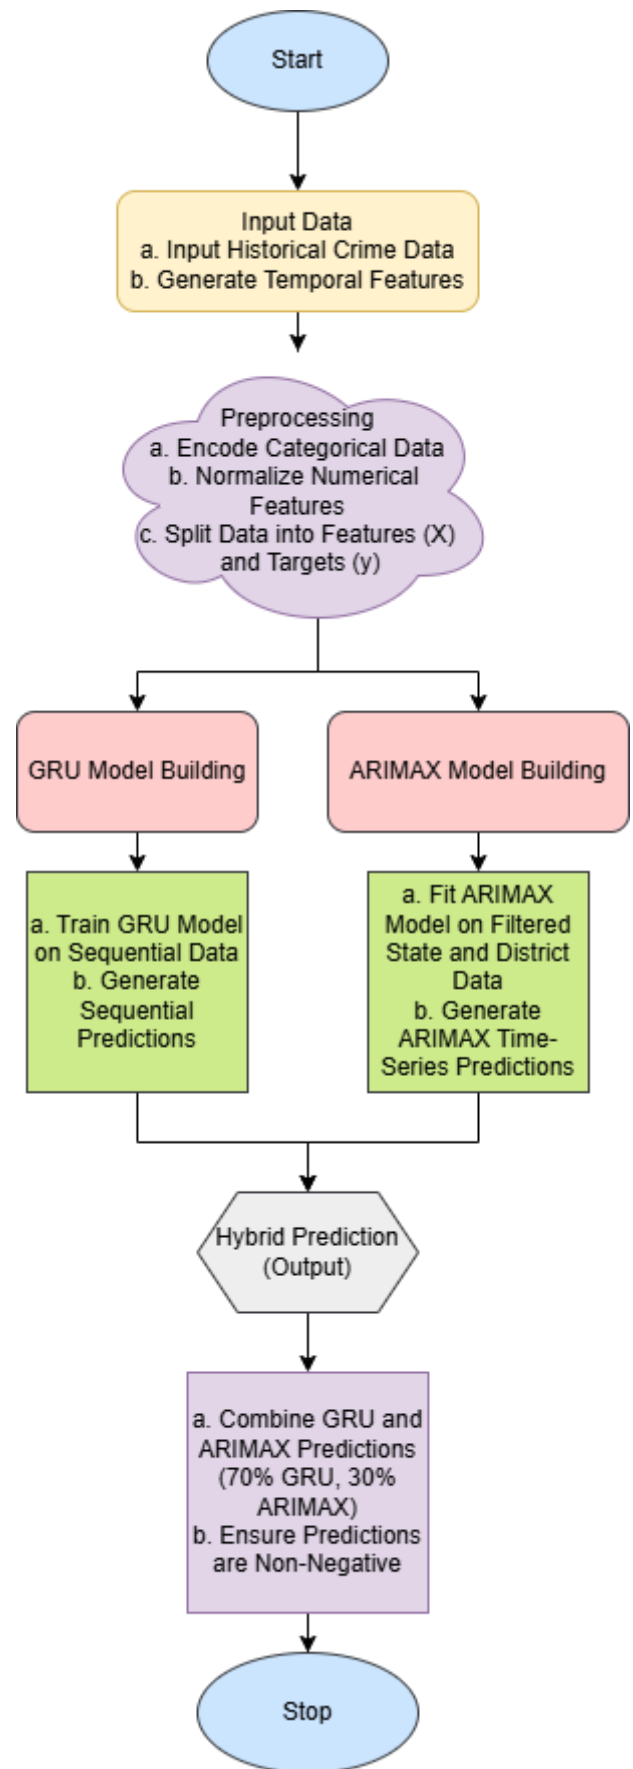 Start
Input Data
a. Input Historical Crime Data
b. Generate Temporal Features
Preprocessing
a. Encode Categorical Data
b. Normalize Numerical
Features
c. Split Data into Features (X)
and Targets (y)
GRU Model Building
ARIMAX Model Building
a. Train GRU Model
on Sequential Data
b. Generate
Sequential
Predictions
a. Fit ARIMAX
Model on Filtered
State and District
Data
b. Generate
ARIMAX Time-
Series Predictions
Hybrid Prediction
(Output)
a. Combine GRU and
ARIMAX Predictions
(70% GRU, 30%
ARIMAX)
b. Ensure Predictions
are Non-Negative
Stop